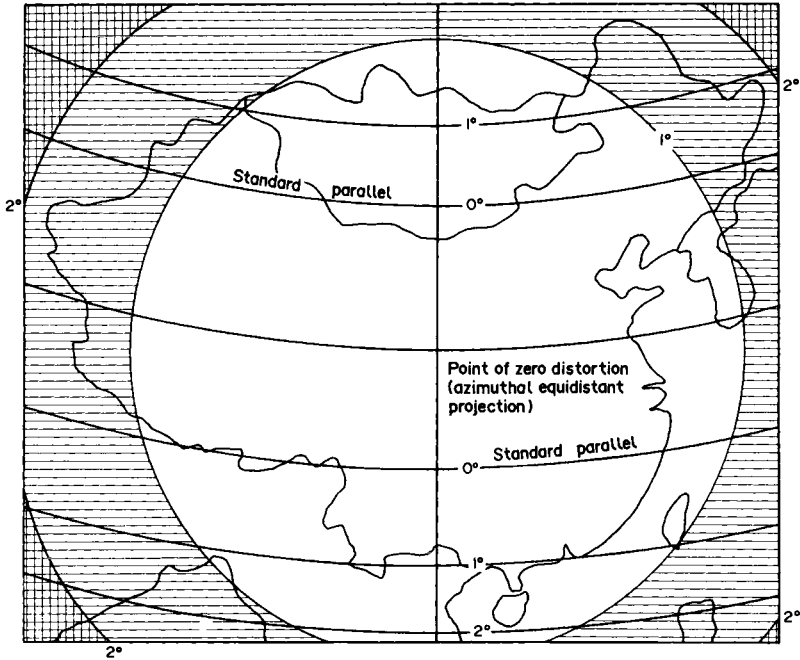 2°
1°
1°
Standard parallel
2°
0°
Point of zero distortion
(azimuthal equidistant
projection)
Standard parallel
0°
1°
2°
2°
2°